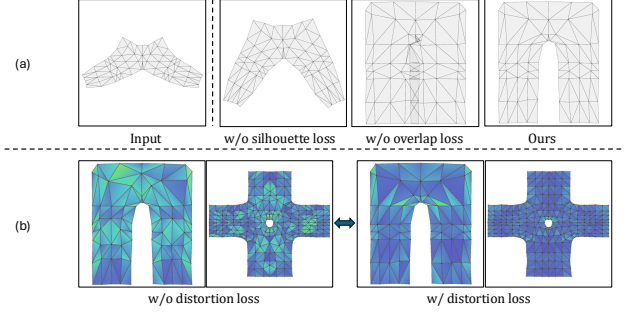 (a)
Input
w/o silhouette loss
w/o overlap loss
Ours
(b)
w/o distortion loss
w/ distortion loss